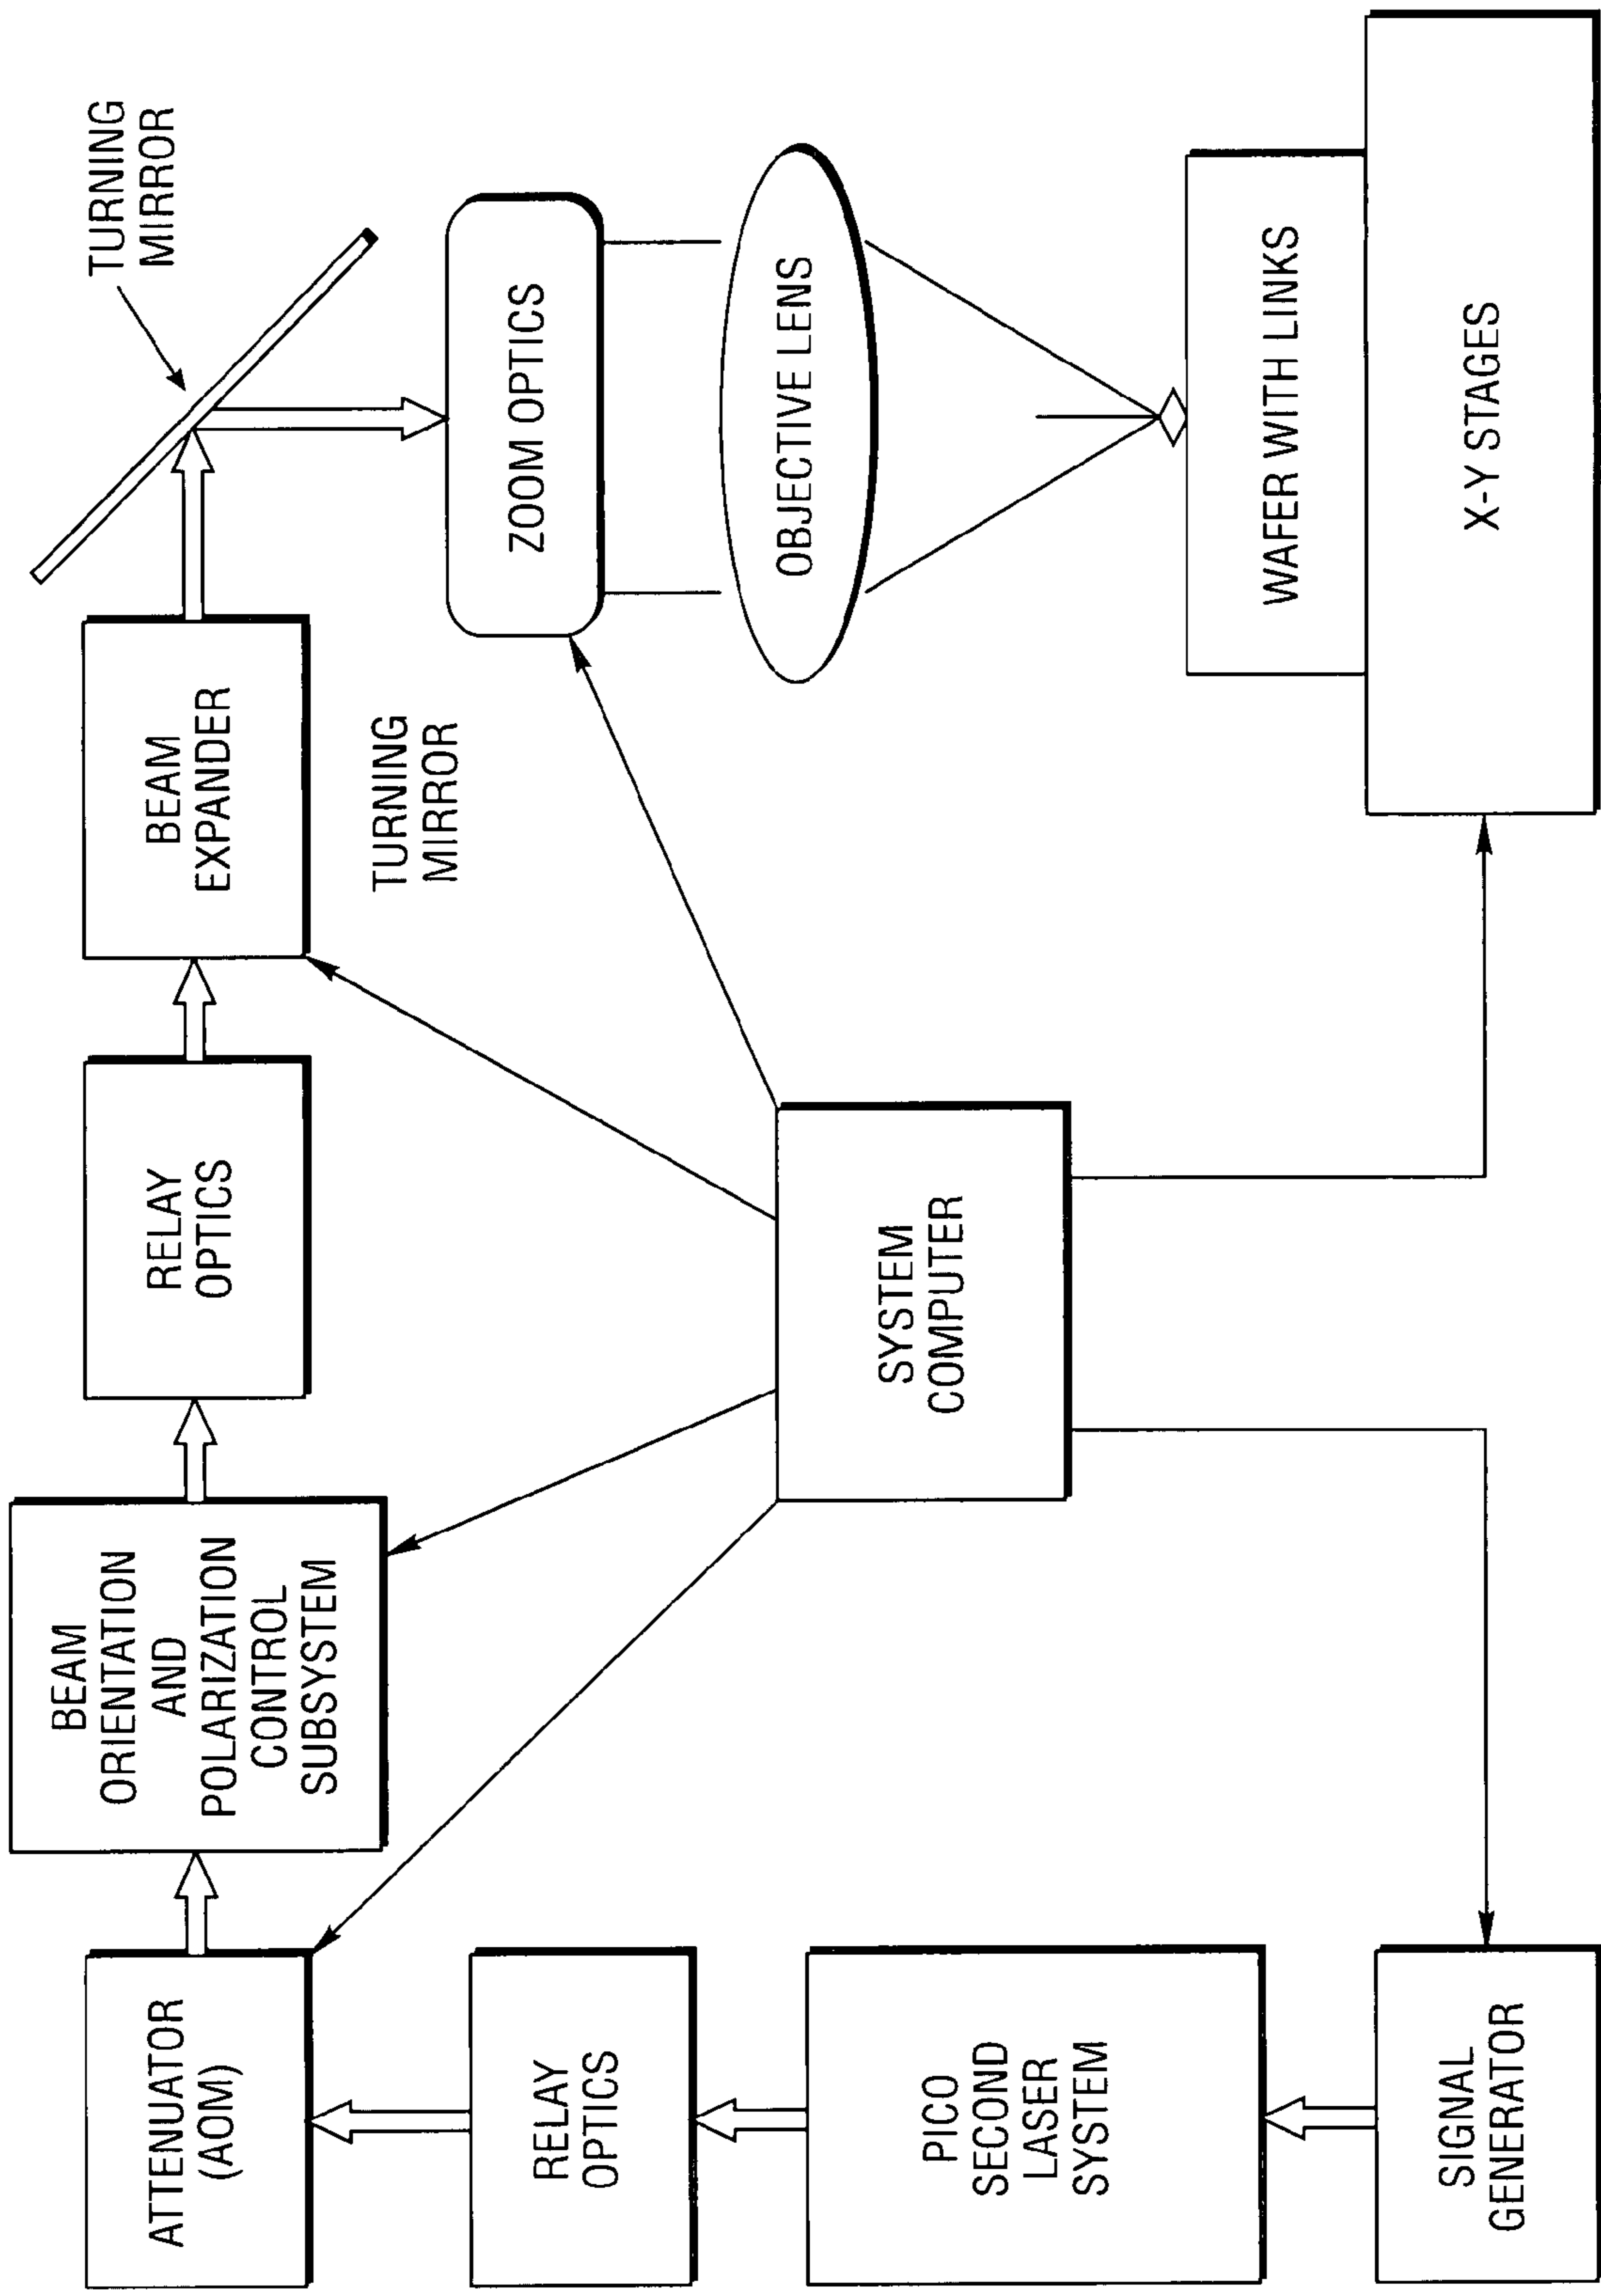 TURNING
MIRROR
BEAM
EXPANDER
RELAY
OPTICS
BEAM
ORIENTATION
AND
POLARIZATION
CONTROL
SUBSYSTEM
ATTENUATOR
(AOM)
TURNING
MIRROR
ZOOM OPTICS
RELAY
OPTICS
OBJECTIVE LENS
SYSTEM
COMPUTER
PICO
SECOND
LASER
SYSTEM
WAFER WITH LINKS
X-Y STAGES
SIGNAL
GENERATOR